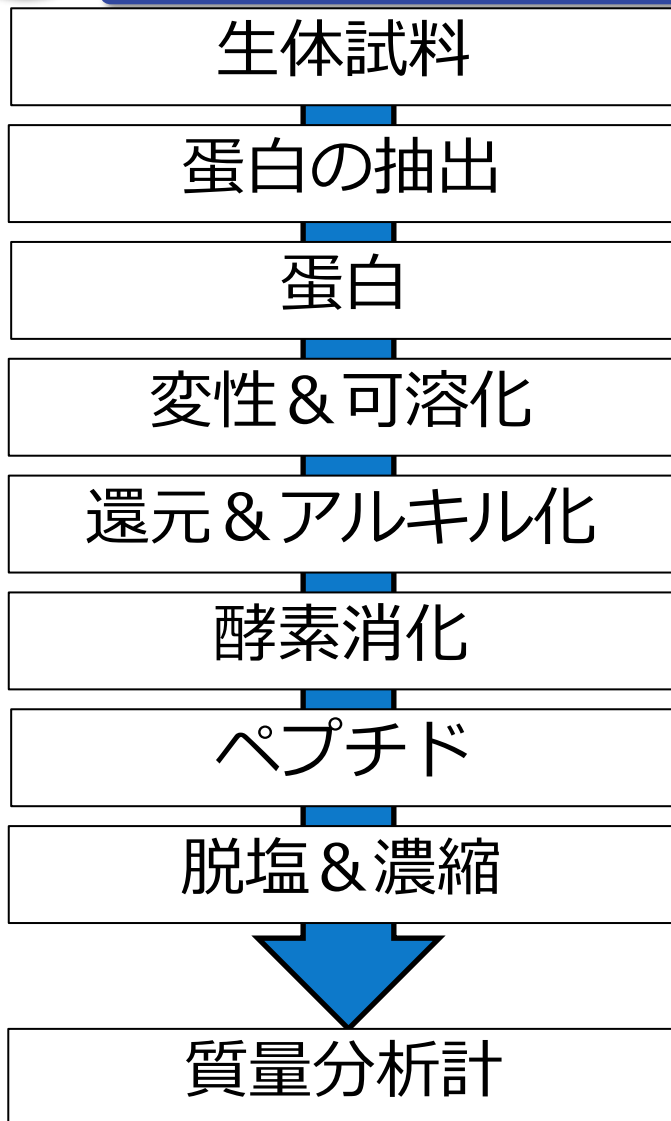 生体試料
蛋白の抽出
蛋白
変性＆可溶化
還元＆アルキル化
酵素消化
ペプチド
脱塩＆濃縮
質量分析計